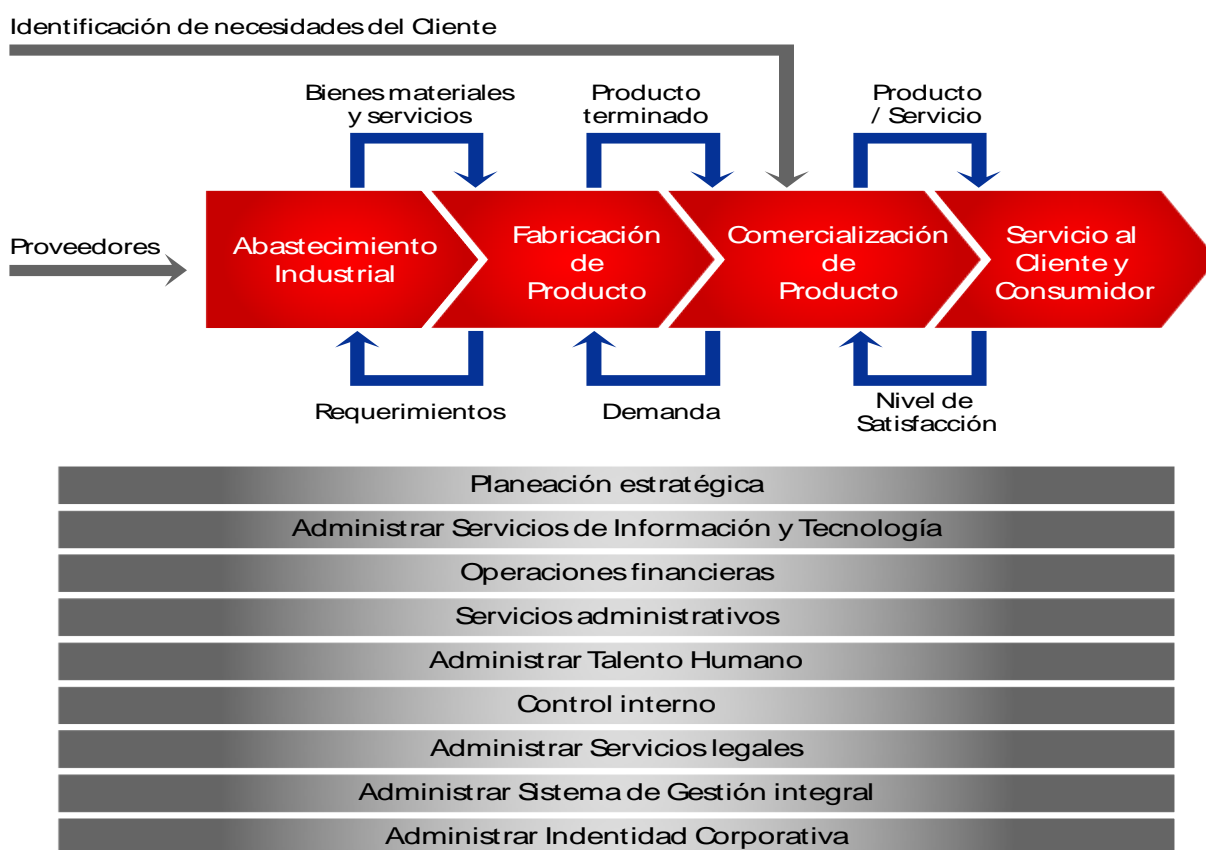 Identificación de necesidades del Cliente
Bienes materiales
y servicios
Producto
terminado
Producto
/ Servicio
Proveedores
Abastecimiento
Industrial
Fabricación
de
Producto
Comercialización
de
Producto
Servicio al
Cliente y
Consumidor
Requerimientos
Demanda
Nivel de
Satisfacción
Planeación estratégica
Administrar Servicios de Información y Tecnología
Operaciones financieras
Servicios administrativos
Administrar Talento Humano
Control interno
Administrar Servicios legales
Administrar Sistema de Gestión integral
Administrar Indentidad Corporativa